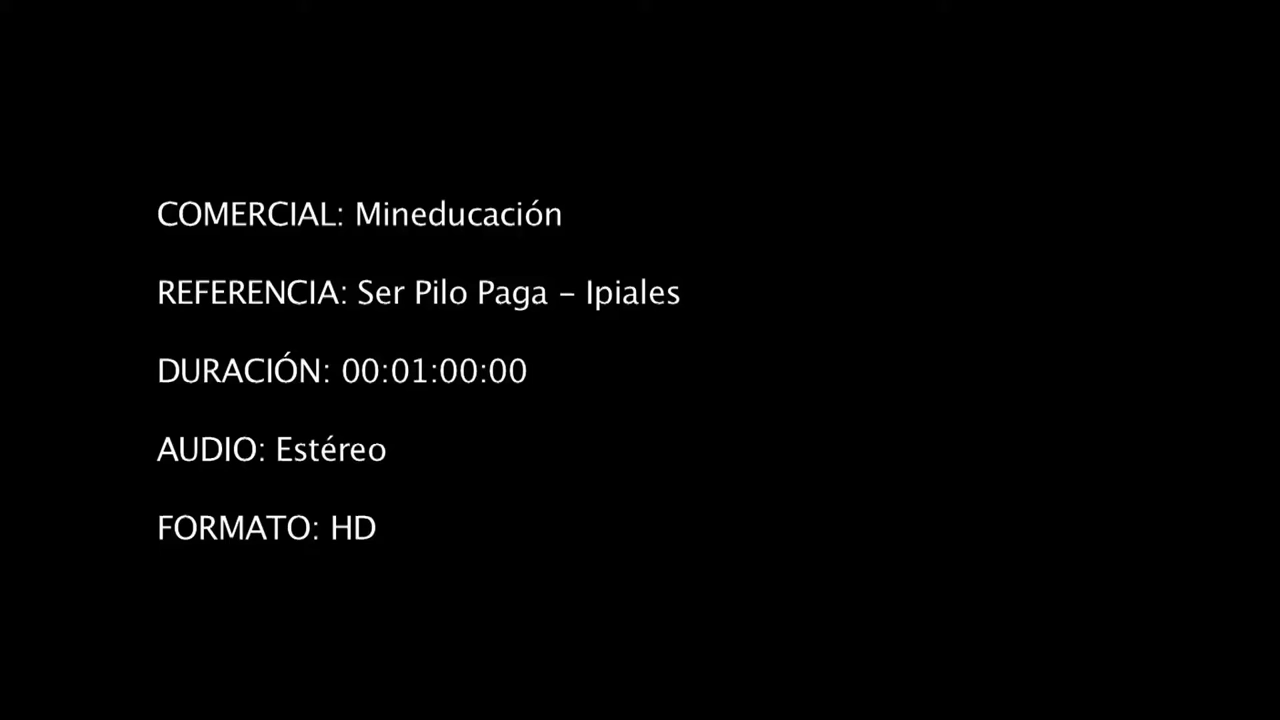 COMERCIAL: Mineducación
REFERENCIA: Ser Pilo Paga - Ipiales
DURACIÓN: 00:01:00:00
AUDIO: Estéreo
FORMATO: HD